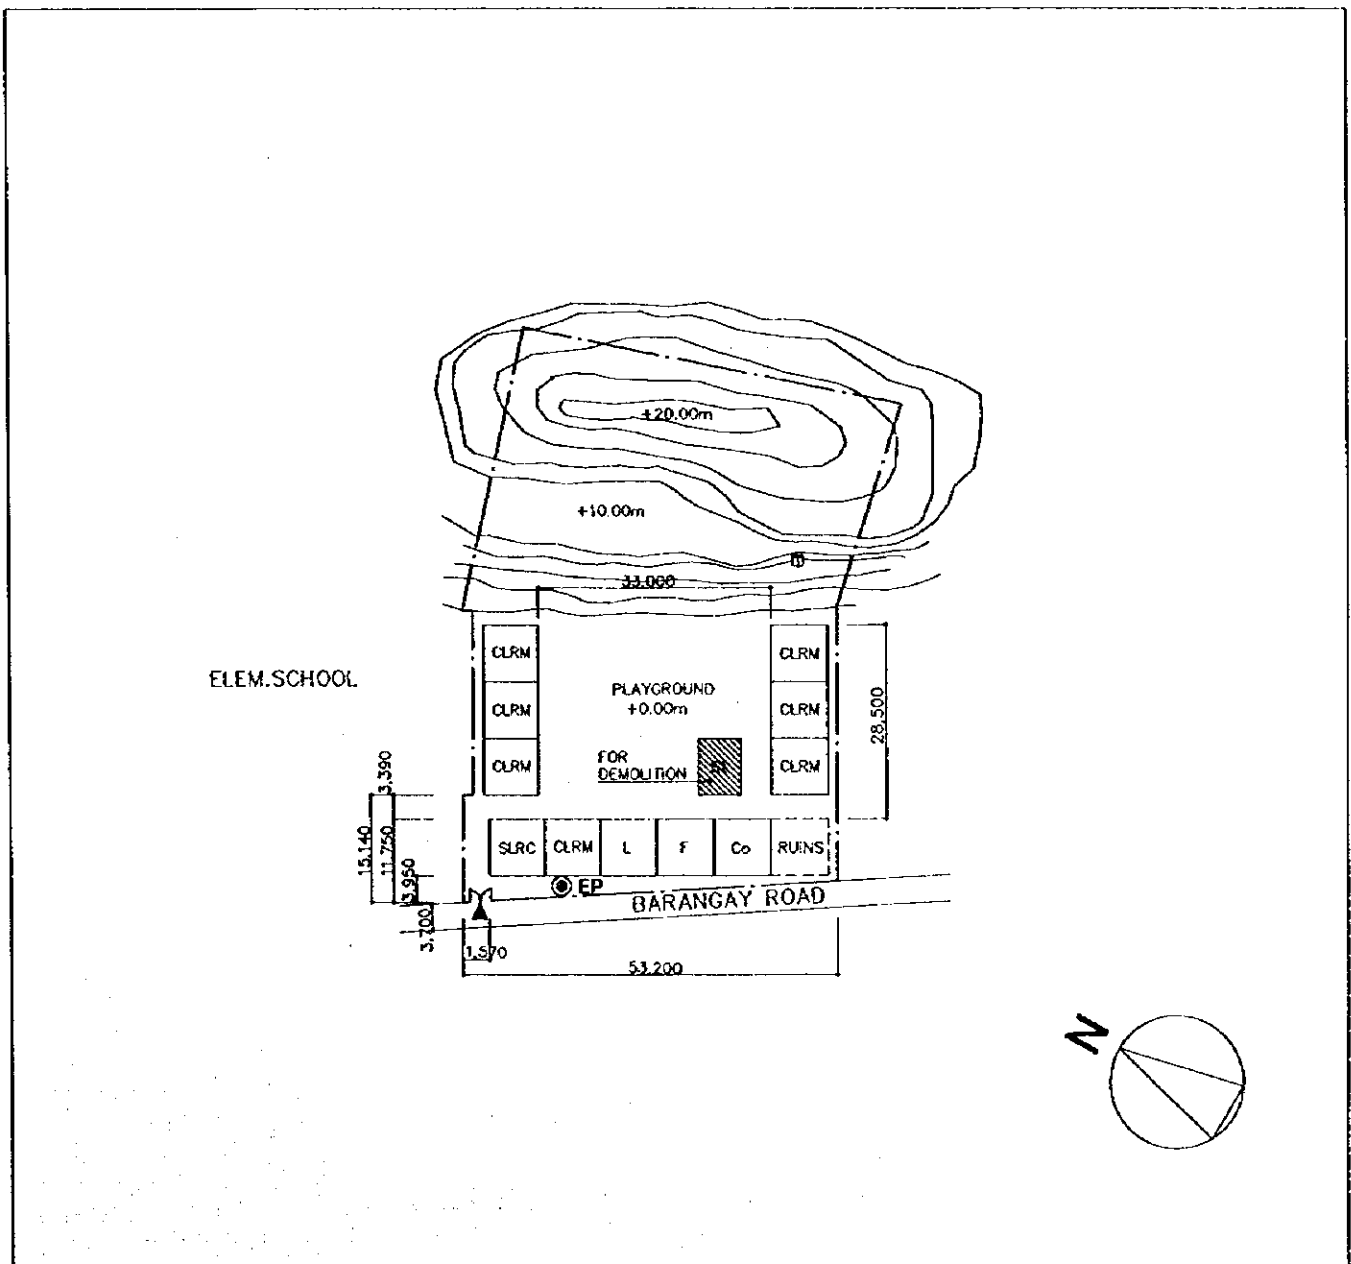 +20.00m
+10.00m
33.000
CLRM
CLRM
ELEM.SCHOOL
PLAYGROUND
+0.00m
CLRM
CLRM
28,500
FOR
DEMOLITION
CLRM
CLRM
3,390
15,140
11,750
3,950
3,700
SLRC
CLRM
L
F
Co
RUINS
EP
BARANGAY ROAD
1,570
53,200
N